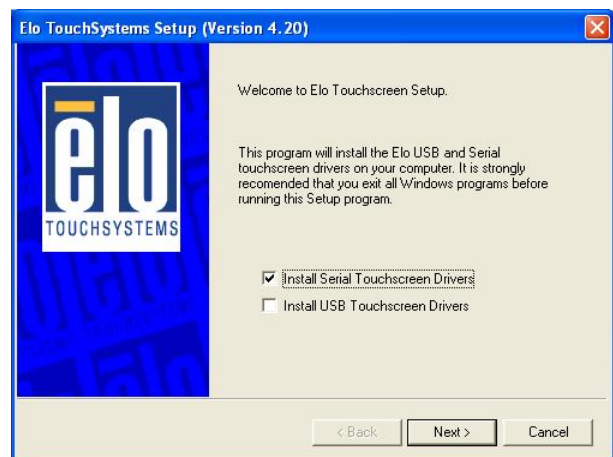 Elo TouchSystems Setup (Version 4.20)
elo
TOUCHSYSTEMS
Welcome to Elo Touchscreen Setup.
This program will install the Elo USB and Serial
touchscreen drivers on your computer. It is strongly
recomended that you exit all Windows programs before
running this Setup program.
Install Serial Touchscreen Drivers
Install USB Touchscreen Drivers
< Back
Next >
Cancel